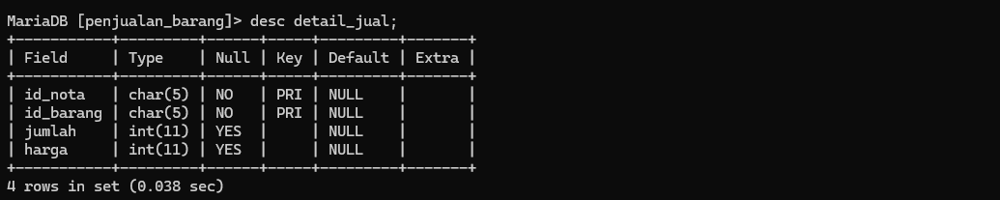 MariaDB [penjualan_barang]> desc detail_jual;
+-----------+---------+------+-----+---------+-------+
| Field     | Type    | Null | Key | Default | Extra |
+-----------+---------+------+-----+---------+-------+
| id_nota   | char(5) | NO   | PRI | NULL    |       |
| id_barang | char(5) | NO   | PRI | NULL    |       |
| jumlah    | int(11) | YES  |     | NULL    |       |
| harga     | int(11) | YES  |     | NULL    |       |
+-----------+---------+------+-----+---------+-------+
4 rows in set (0.038 sec)